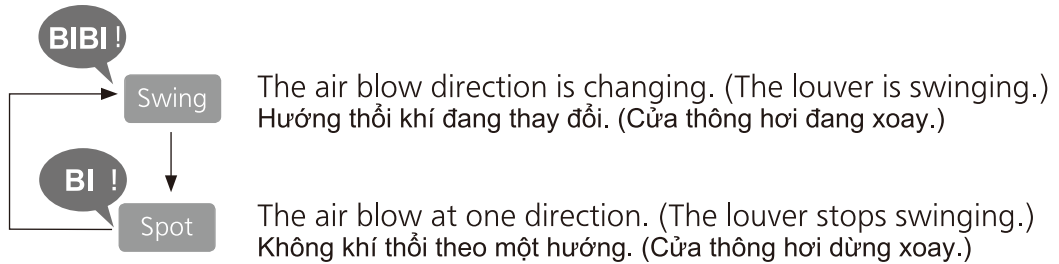 BIBI !
Swing
The air blow direction is changing. (The louver is swinging.)
Hướng thổi khí đang thay đổi. (Cửa thông hơi đang xoay.)
BI !
Spot
The air blow at one direction. (The louver stops swinging.)
Không khí thổi theo một hướng. (Cửa thông hơi dừng xoay.)